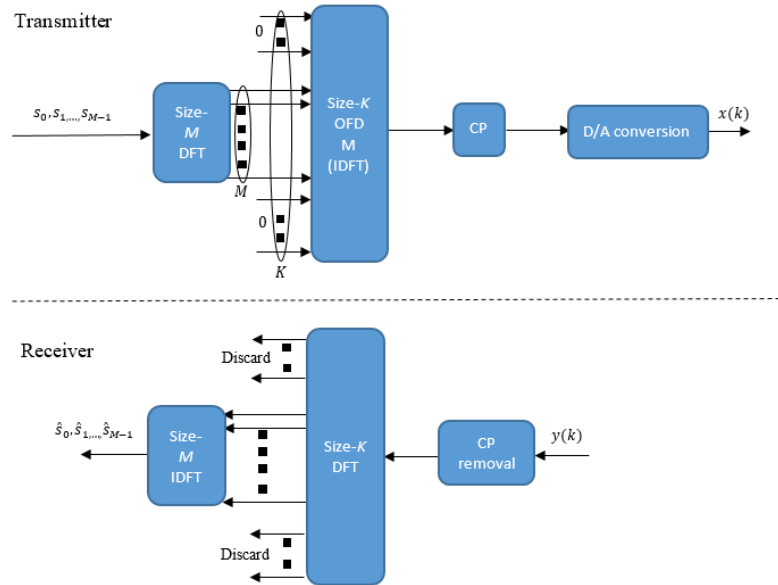 Transmitter
0
s₀,s₁,...,s_{M-1}
Size-
M
DFT
M
0
K
Size-K
OFD
M
(IDFT)
CP
D/A conversion
x(k)
Receiver
Discard
ŝ₀,ŝ₁,...,ŝ_{M-1}
Size-
M
IDFT
Discard
Size-K
DFT
CP
removal
y(k)